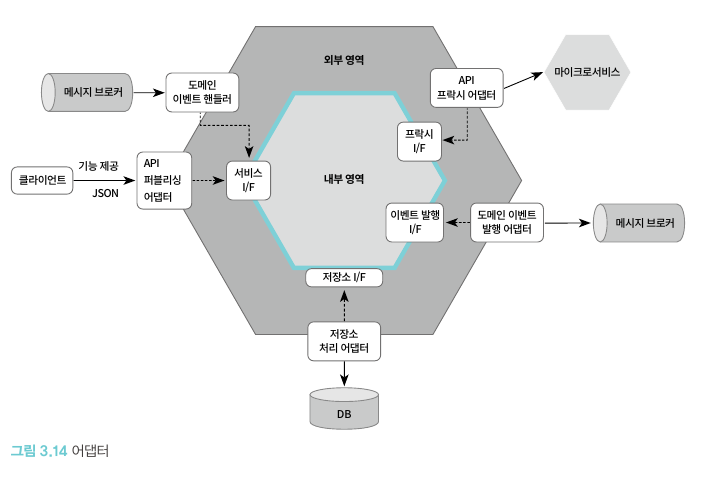 외부 영역
메시지 브로커
도메인
이벤트 핸들러
API
프락시 어댑터
마이크로서비스
프락시
I/F
클라이언트
기능 제공
JSON
API
퍼블리싱
어댑터
서비스
I/F
내부 영역
이벤트 발행
I/F
도메인 이벤트
발행 어댑터
메시지 브로커
저장소 I/F
저장소
처리 어댑터
DB
그림 3.14 어댑터